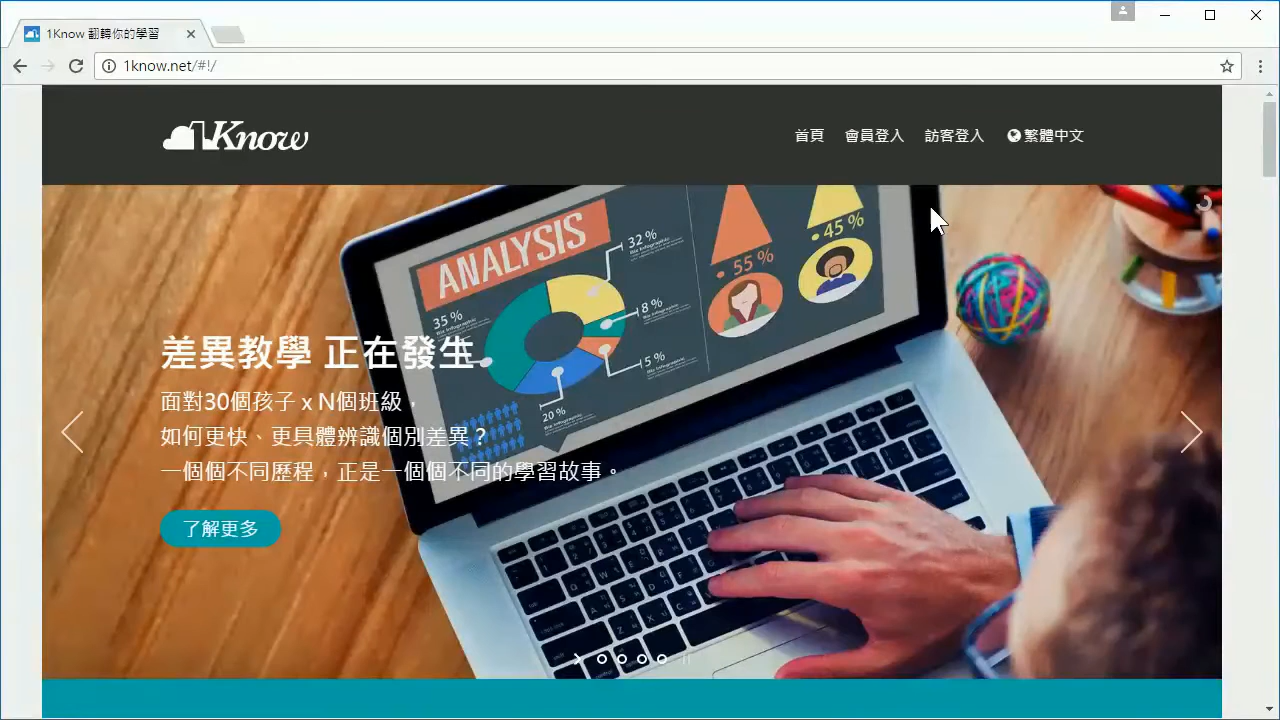 1Know 翻轉你的學習
1know.net/#!/
1Know
首頁 會員登入 訪客登入 繁體中文
ANALYSIS
32 %
45 %
55 %
35 %
8 %
5 %
20 %
差異教學 正在發生
面對30個孩子 x N個班級，
如何更快、更具體辨識個別差異？
一個個不同歷程，正是一個個不同的學習故事。
了解更多